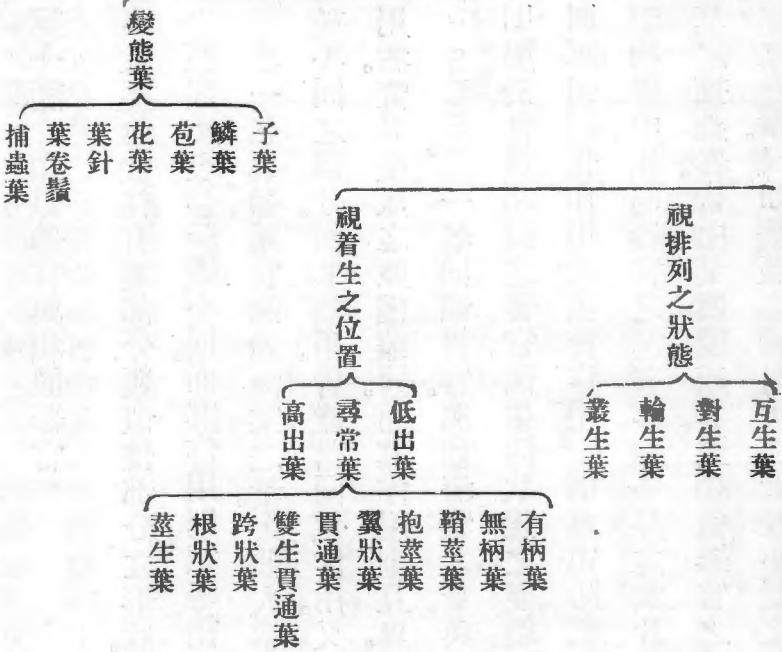 視排列之狀態
互生葉
對生葉
輪生葉
叢生葉
視着生之位置
低出葉
尋常葉
有柄葉
無柄葉
鞘莖葉
抱莖葉
翼狀葉
貫通葉
雙生貫通葉
跨狀葉
根狀葉
莖生葉
高出葉
變態葉
子葉
鱗葉
苞葉
花葉
葉針
葉卷鬚
捕蟲葉